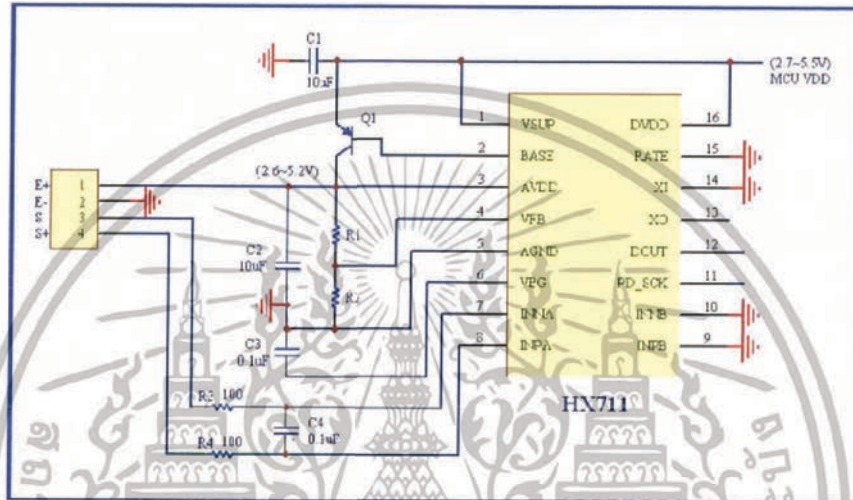 C1
10uF
(2.7~5.5V)
MCU VDD
Q1
1 VSUP DVDD 16
2 BASE RATE 15
(2.6~5.2V)
3 AVDD XI 14
4 VFB XO 13
5 AGND DOUT 12
6 VBG PD_SCK 11
7 INNA INNB 10
8 INPA INPB 9
E+ 1
E- 2
S- 3
S+ 4
R1
C2
10uF
R2
C3
0.1uF
R3 100
C4
0.1uF
R4 100
HX711